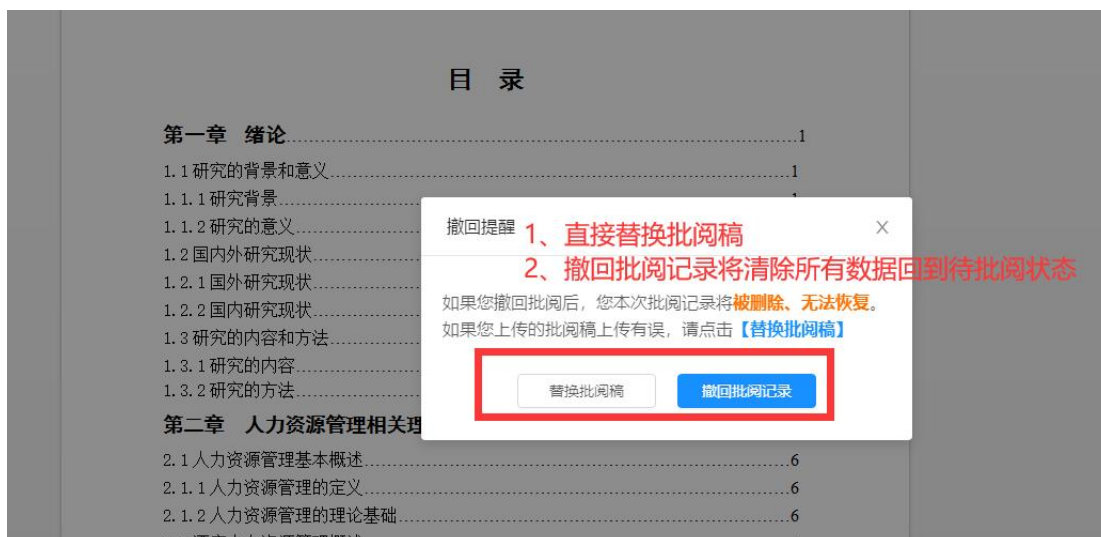 目 录
第一章 绪论........................1
1.1研究的背景和意义........................1
1.1.1研究背景........................1
1.1.2研究的意义........................
1.2国内外研究现状........................
1.2.1国外研究现状........................
1.2.2国内研究现状........................
1.3研究的内容和方法........................
1.3.1研究的内容........................
1.3.2研究的方法........................
第二章 人力资源管理相关理
2.1人力资源管理基本概述........................6
2.1.1人力资源管理的定义........................6
2.1.2人力资源管理的理论基础........................6
撤回提醒
1、直接替换批阅稿
2、撤回批阅记录将清除所有数据回到待批阅状态
如果您撤回批阅后，您本次批阅记录将被删除、无法恢复。
如果您上传的批阅稿上传有误，请点击【替换批阅稿】
替换批阅稿
撤回批阅记录